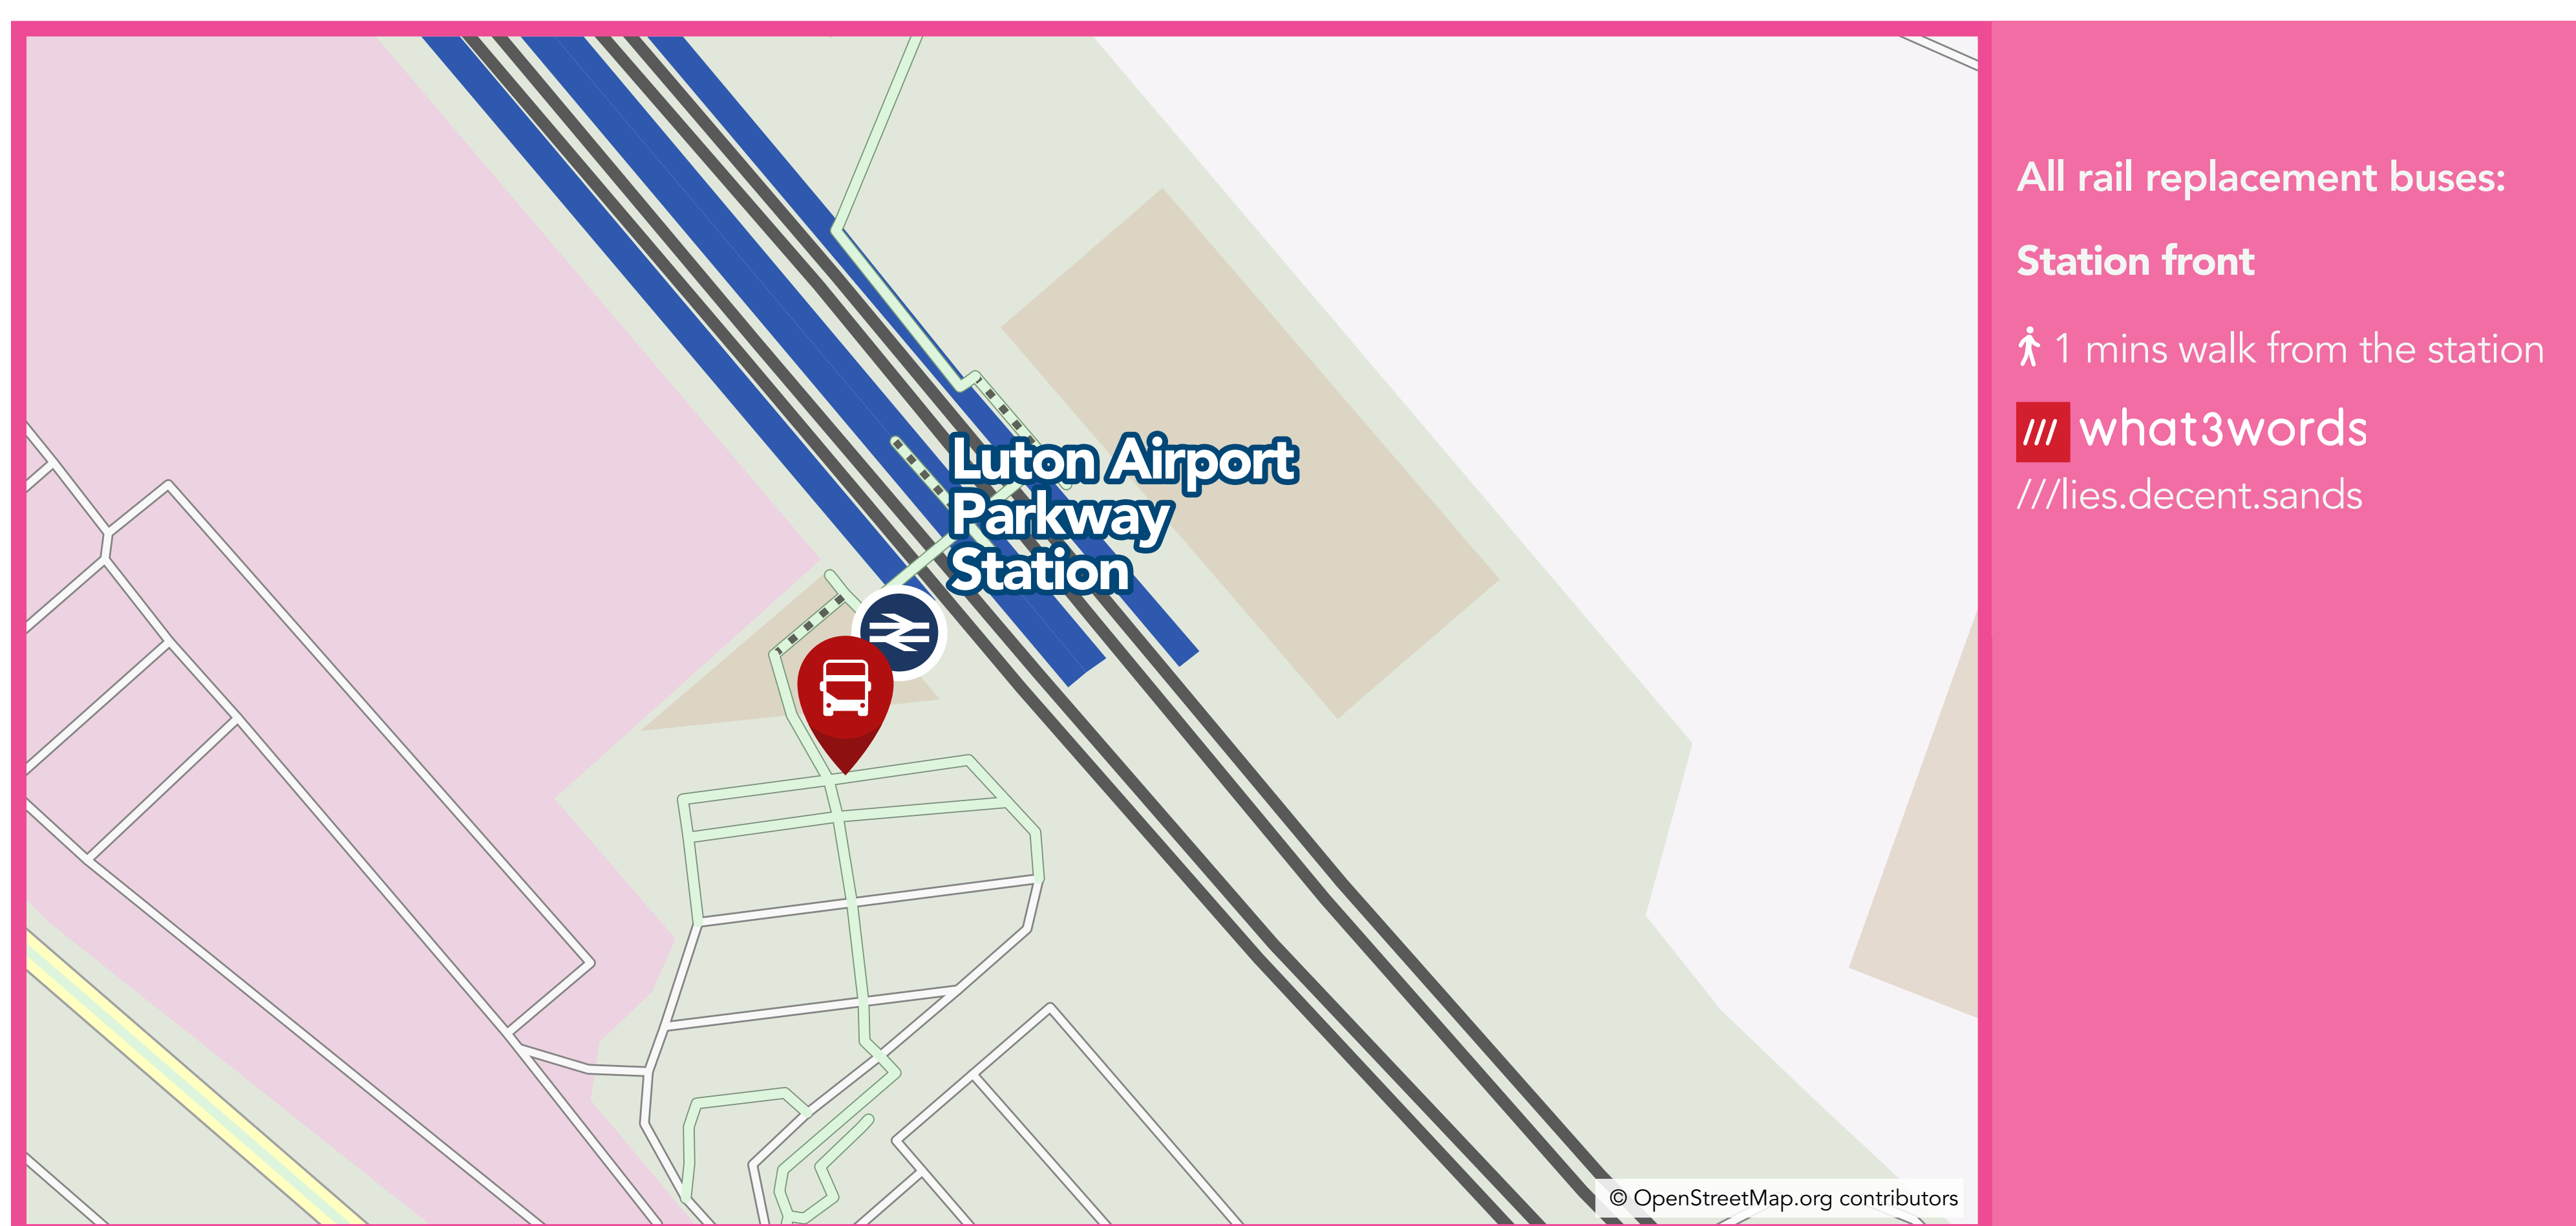 Luton Airport
Parkway
Station
© OpenStreetMap.org contributors
All rail replacement buses:
Station front
1 mins walk from the station
/// what3words
///lies.decent.sands